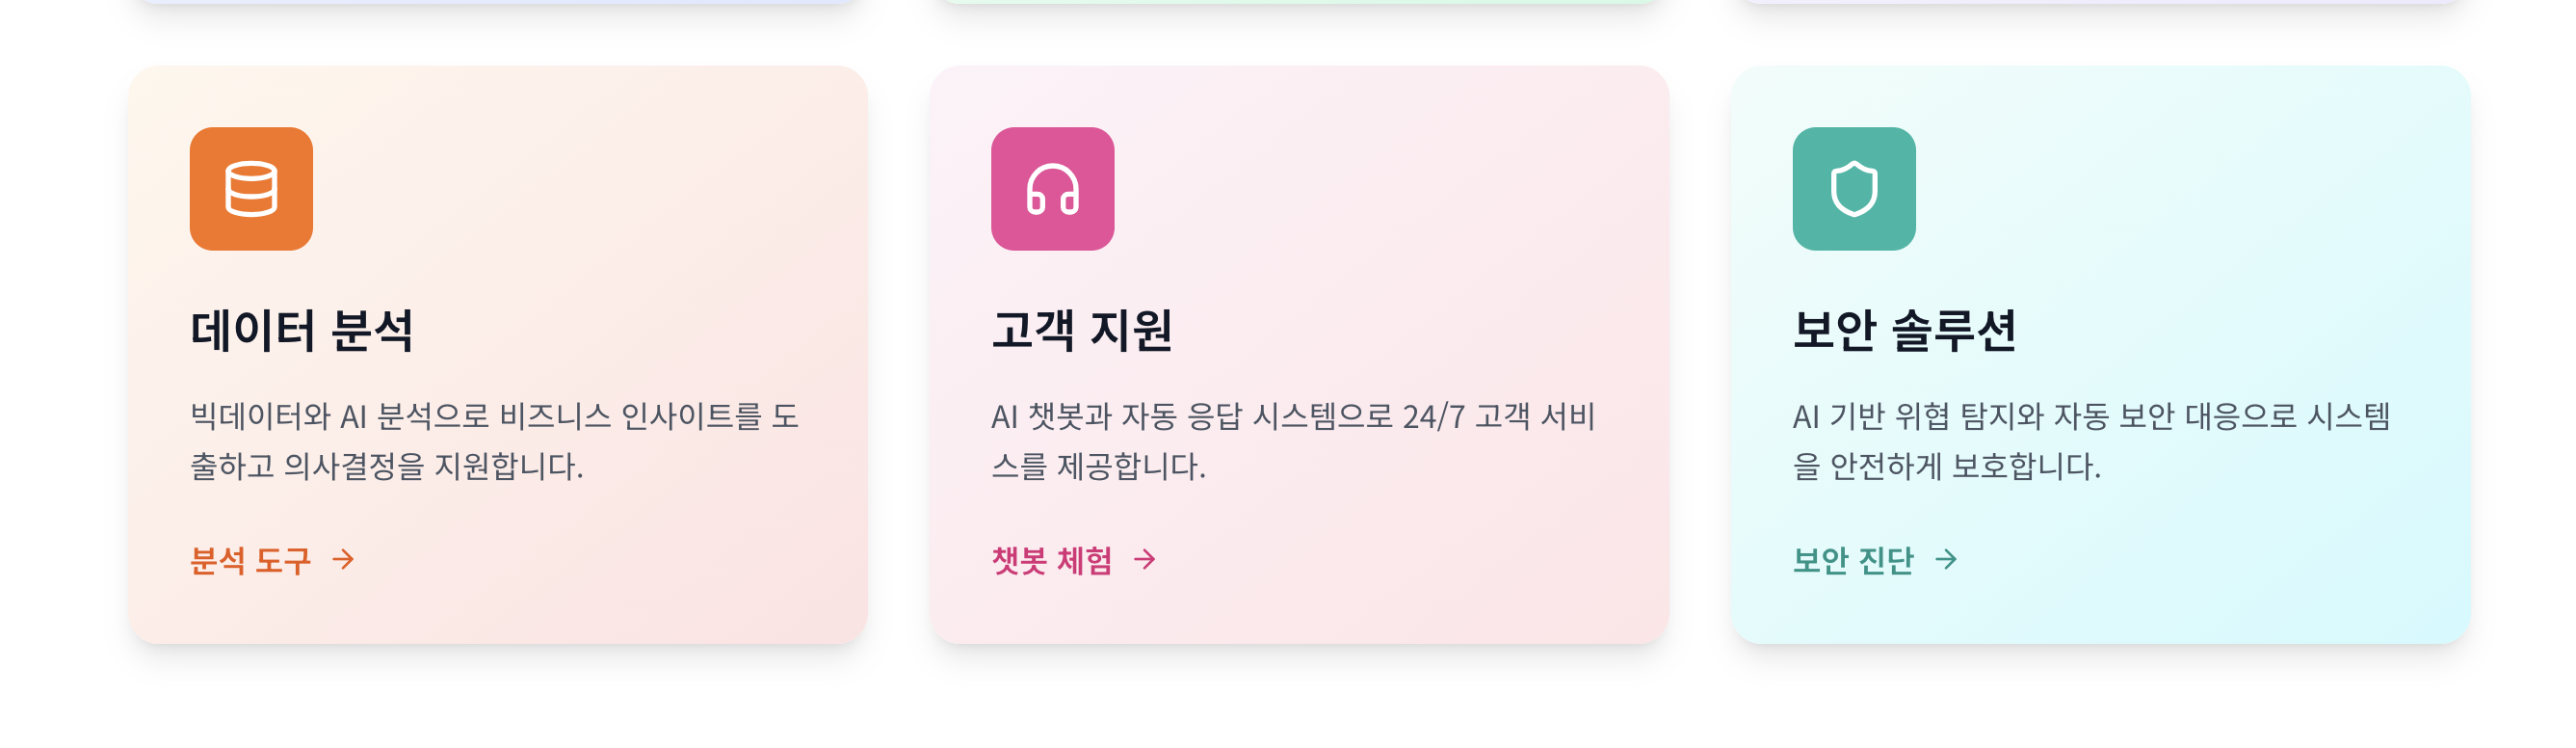 데이터 분석
빅데이터와 AI 분석으로 비즈니스 인사이트를 도
출하고 의사결정을 지원합니다.
분석 도구 →
고객 지원
AI 챗봇과 자동 응답 시스템으로 24/7 고객 서비
스를 제공합니다.
챗봇 체험 →
보안 솔루션
AI 기반 위협 탐지와 자동 보안 대응으로 시스템
을 안전하게 보호합니다.
보안 진단 →